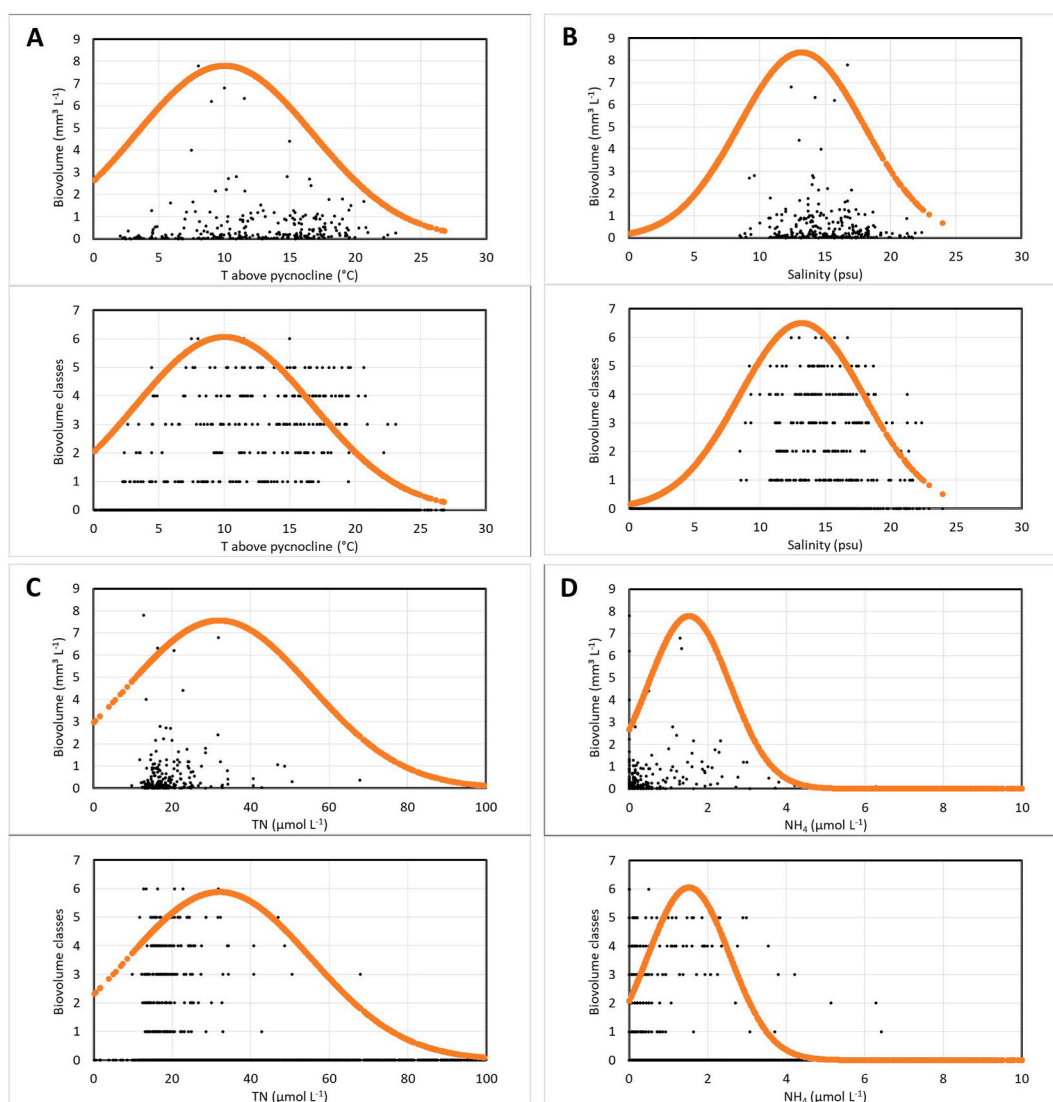 A
Biovolume (mm³ L⁻¹)
9
8
7
6
5
4
3
2
1
0
0 5 10 15 20 25 30
T above pycnocline (°C)
Biovolume classes
7
6
5
4
3
2
1
0
0 5 10 15 20 25 30
T above pycnocline (°C)
B
Biovolume (mm³ L⁻¹)
9
8
7
6
5
4
3
2
1
0
0 5 10 15 20 25 30
Salinity (psu)
Biovolume classes
7
6
5
4
3
2
1
0
0 5 10 15 20 25 30
Salinity (psu)
C
Biovolume (mm³ L⁻¹)
9
8
7
6
5
4
3
2
1
0
0 20 40 60 80 100
TN (µmol L⁻¹)
Biovolume classes
7
6
5
4
3
2
1
0
0 20 40 60 80 100
TN (µmol L⁻¹)
D
Biovolume (mm³ L⁻¹)
9
8
7
6
5
4
3
2
1
0
0 2 4 6 8 10
NH₄ (µmol L⁻¹)
Biovolume classes
7
6
5
4
3
2
1
0
0 2 4 6 8 10
NH₄ (µmol L⁻¹)